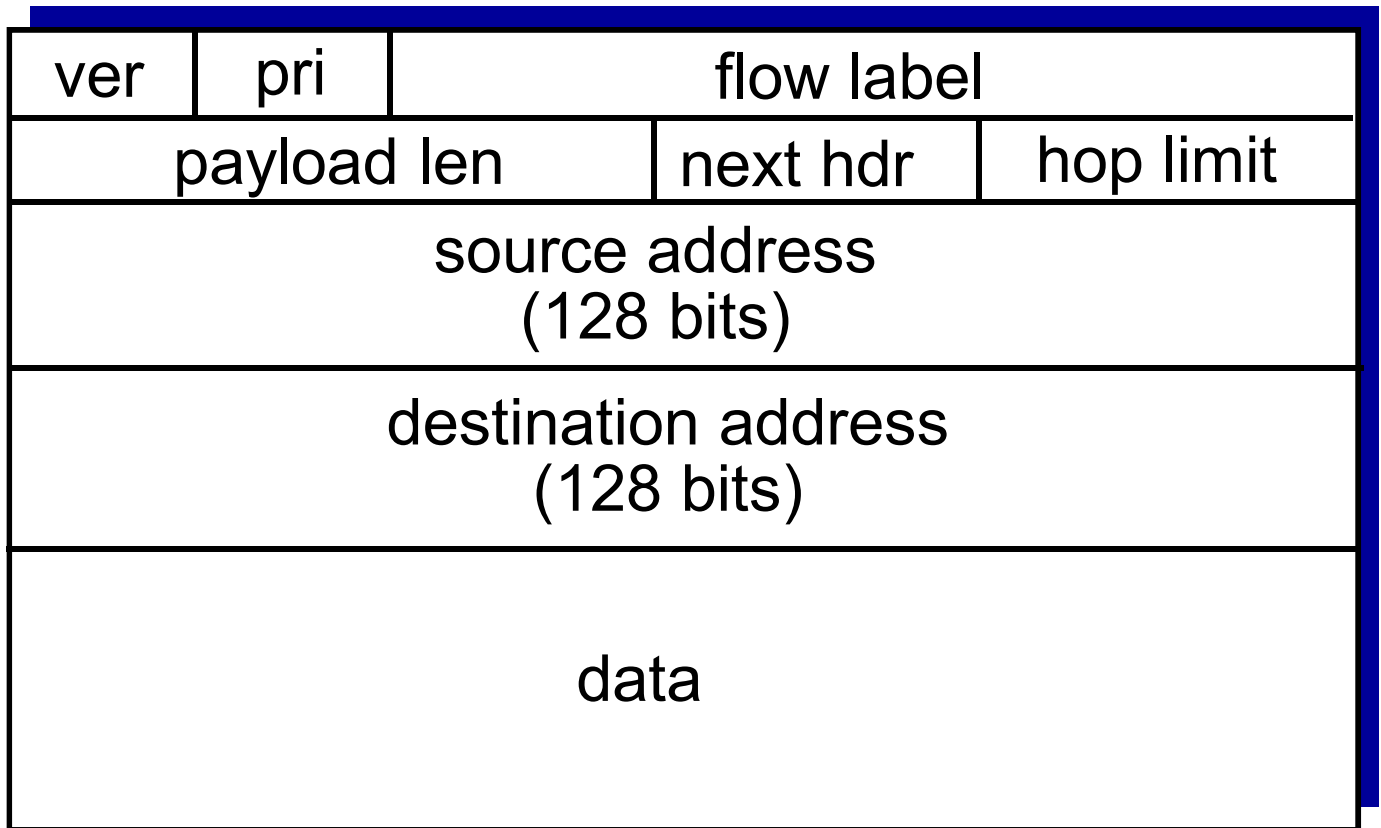 ver pri flow label
payload len next hdr hop limit
source address
(128 bits)
destination address
(128 bits)
data